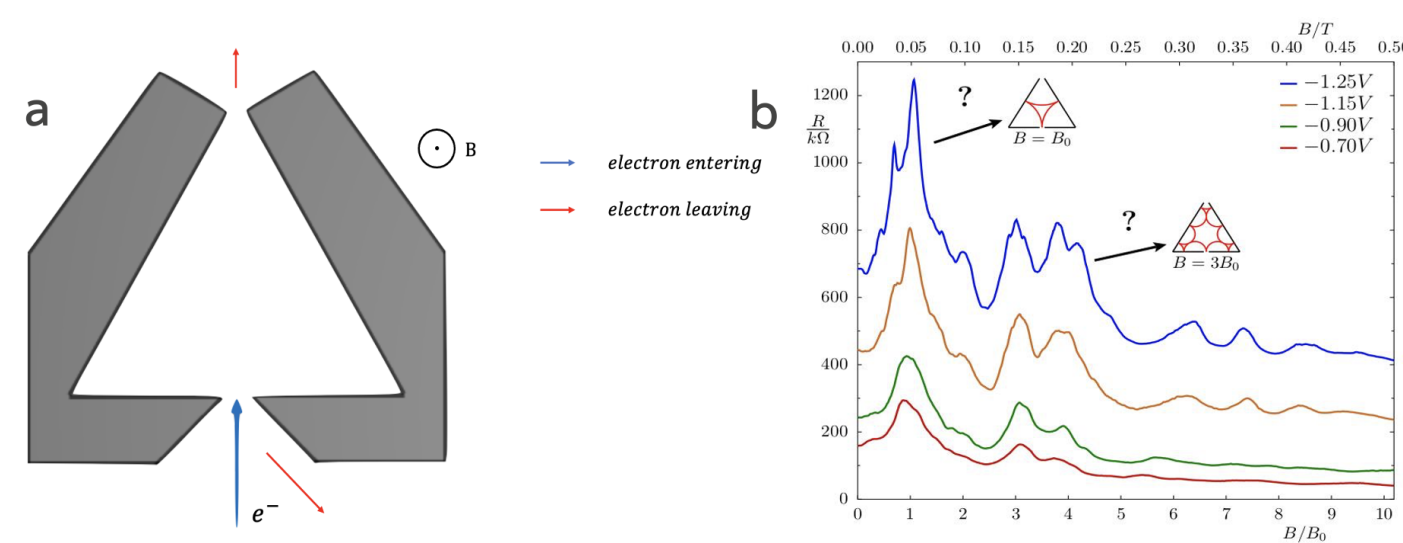 a
B
electron entering
electron leaving
e⁻
b
B/T
0.00 0.05 0.10 0.15 0.20 0.25 0.30 0.35 0.40 0.45 0.50
R/kΩ
1200
1000
800
600
400
200
0
?
B = B₀
?
B = 3B₀
−1.25V
−1.15V
−0.90V
−0.70V
0 1 2 3 4 5 6 7 8 9 10
B/B₀